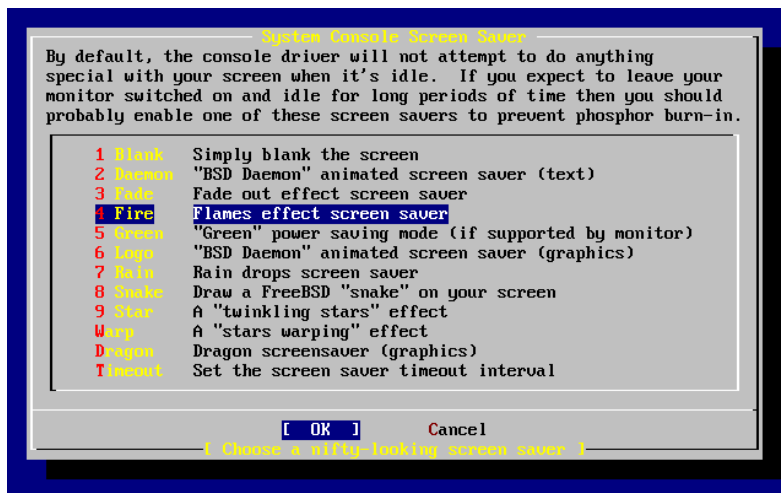 System Console Screen Saver
By default, the console driver will not attempt to do anything
special with your screen when it's idle.  If you expect to leave your
monitor switched on and idle for long periods of time then you should
probably enable one of these screen savers to prevent phosphor burn-in.
1 Blank   Simply blank the screen
2 Daemon  "BSD Daemon" animated screen saver (text)
3 Fade    Fade out effect screen saver
4 Fire    Flames effect screen saver
5 Green   "Green" power saving mode (if supported by monitor)
6 Logo    "BSD Daemon" animated screen saver (graphics)
7 Rain    Rain drops screen saver
8 Snake   Draw a FreeBSD "snake" on your screen
9 Star    A "twinkling stars" effect
Warp      A "stars warping" effect
Dragon    Dragon screensaver (graphics)
Timeout   Set the screen saver timeout interval
[  OK  ]       Cancel
[ Choose a nifty-looking screen saver ]